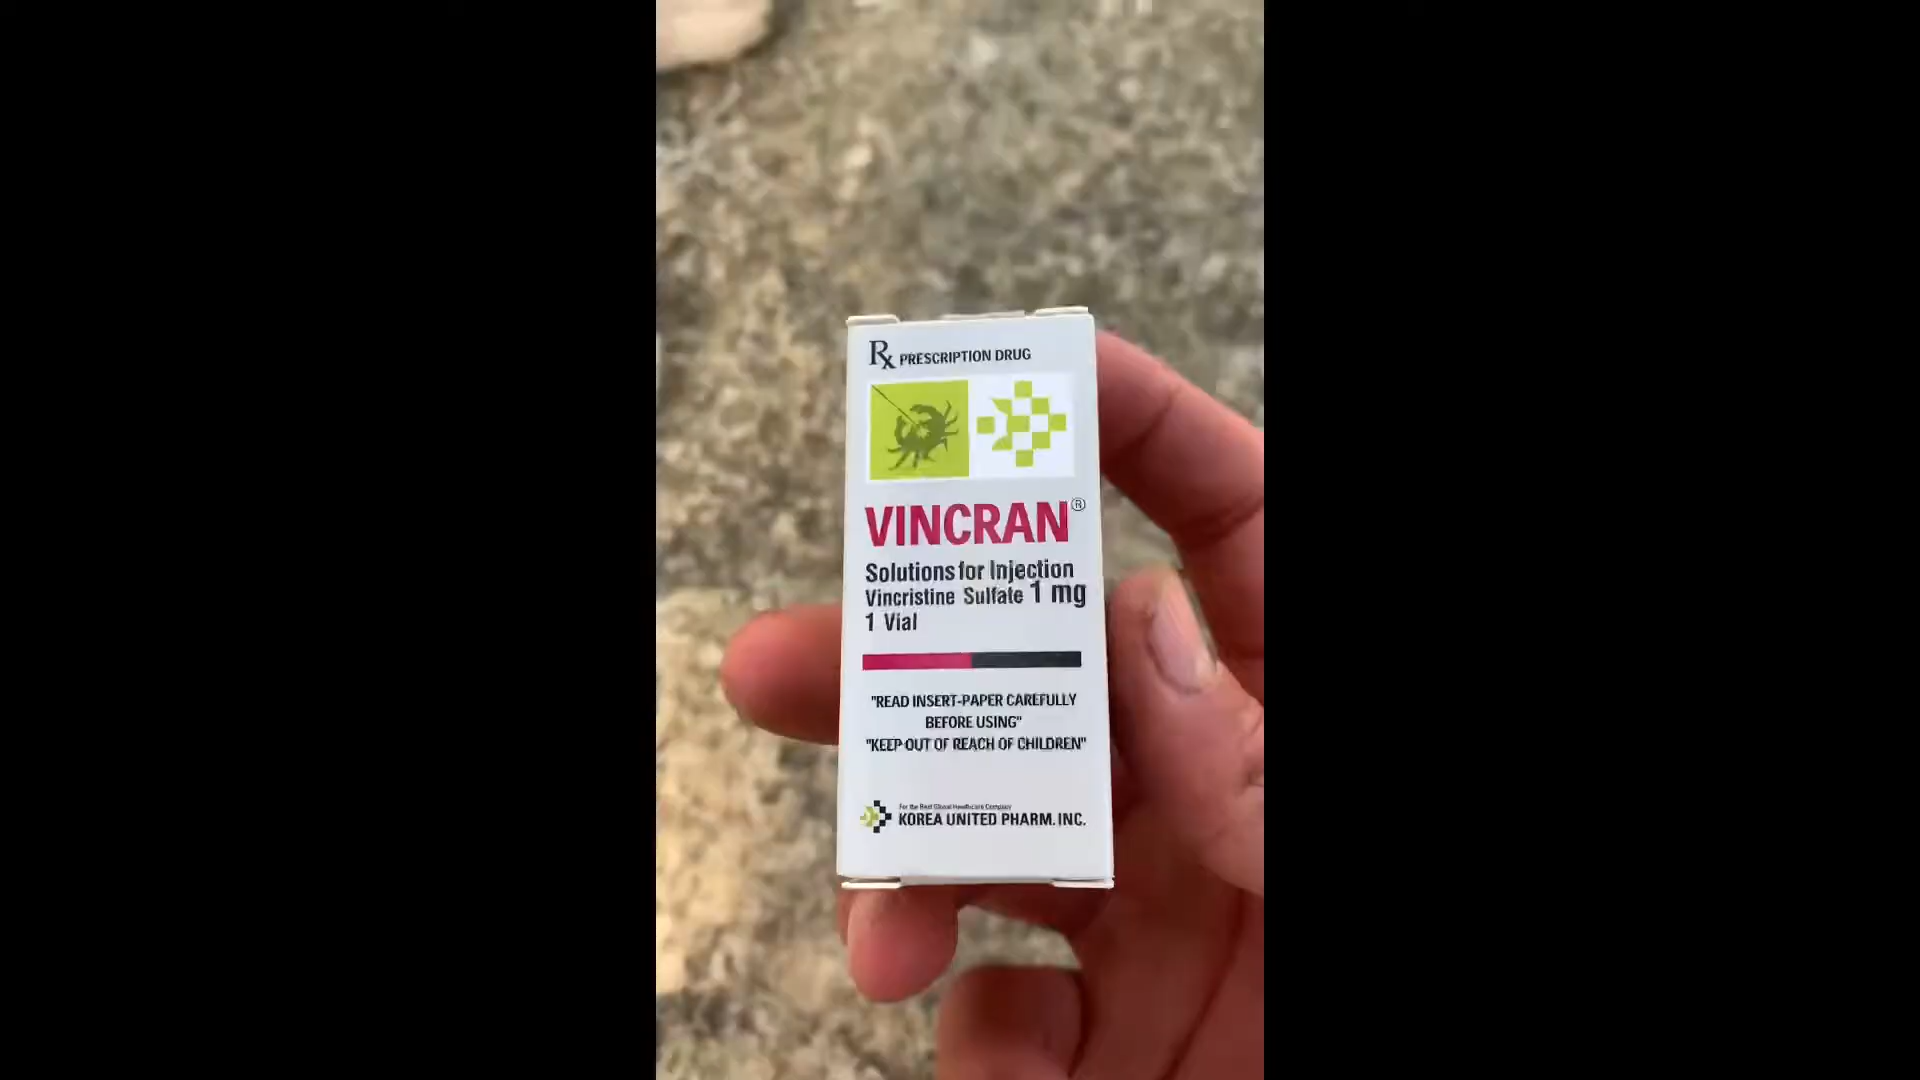 Rx PRESCRIPTION DRUG
VINCRAN®
Solutions for Injection
Vincristine Sulfate 1 mg
1 Vial
"READ INSERT-PAPER CAREFULLY
BEFORE USING"
"KEEP OUT OF REACH OF CHILDREN"
For the Best Global Healthcare Company
KOREA UNITED PHARM. INC.